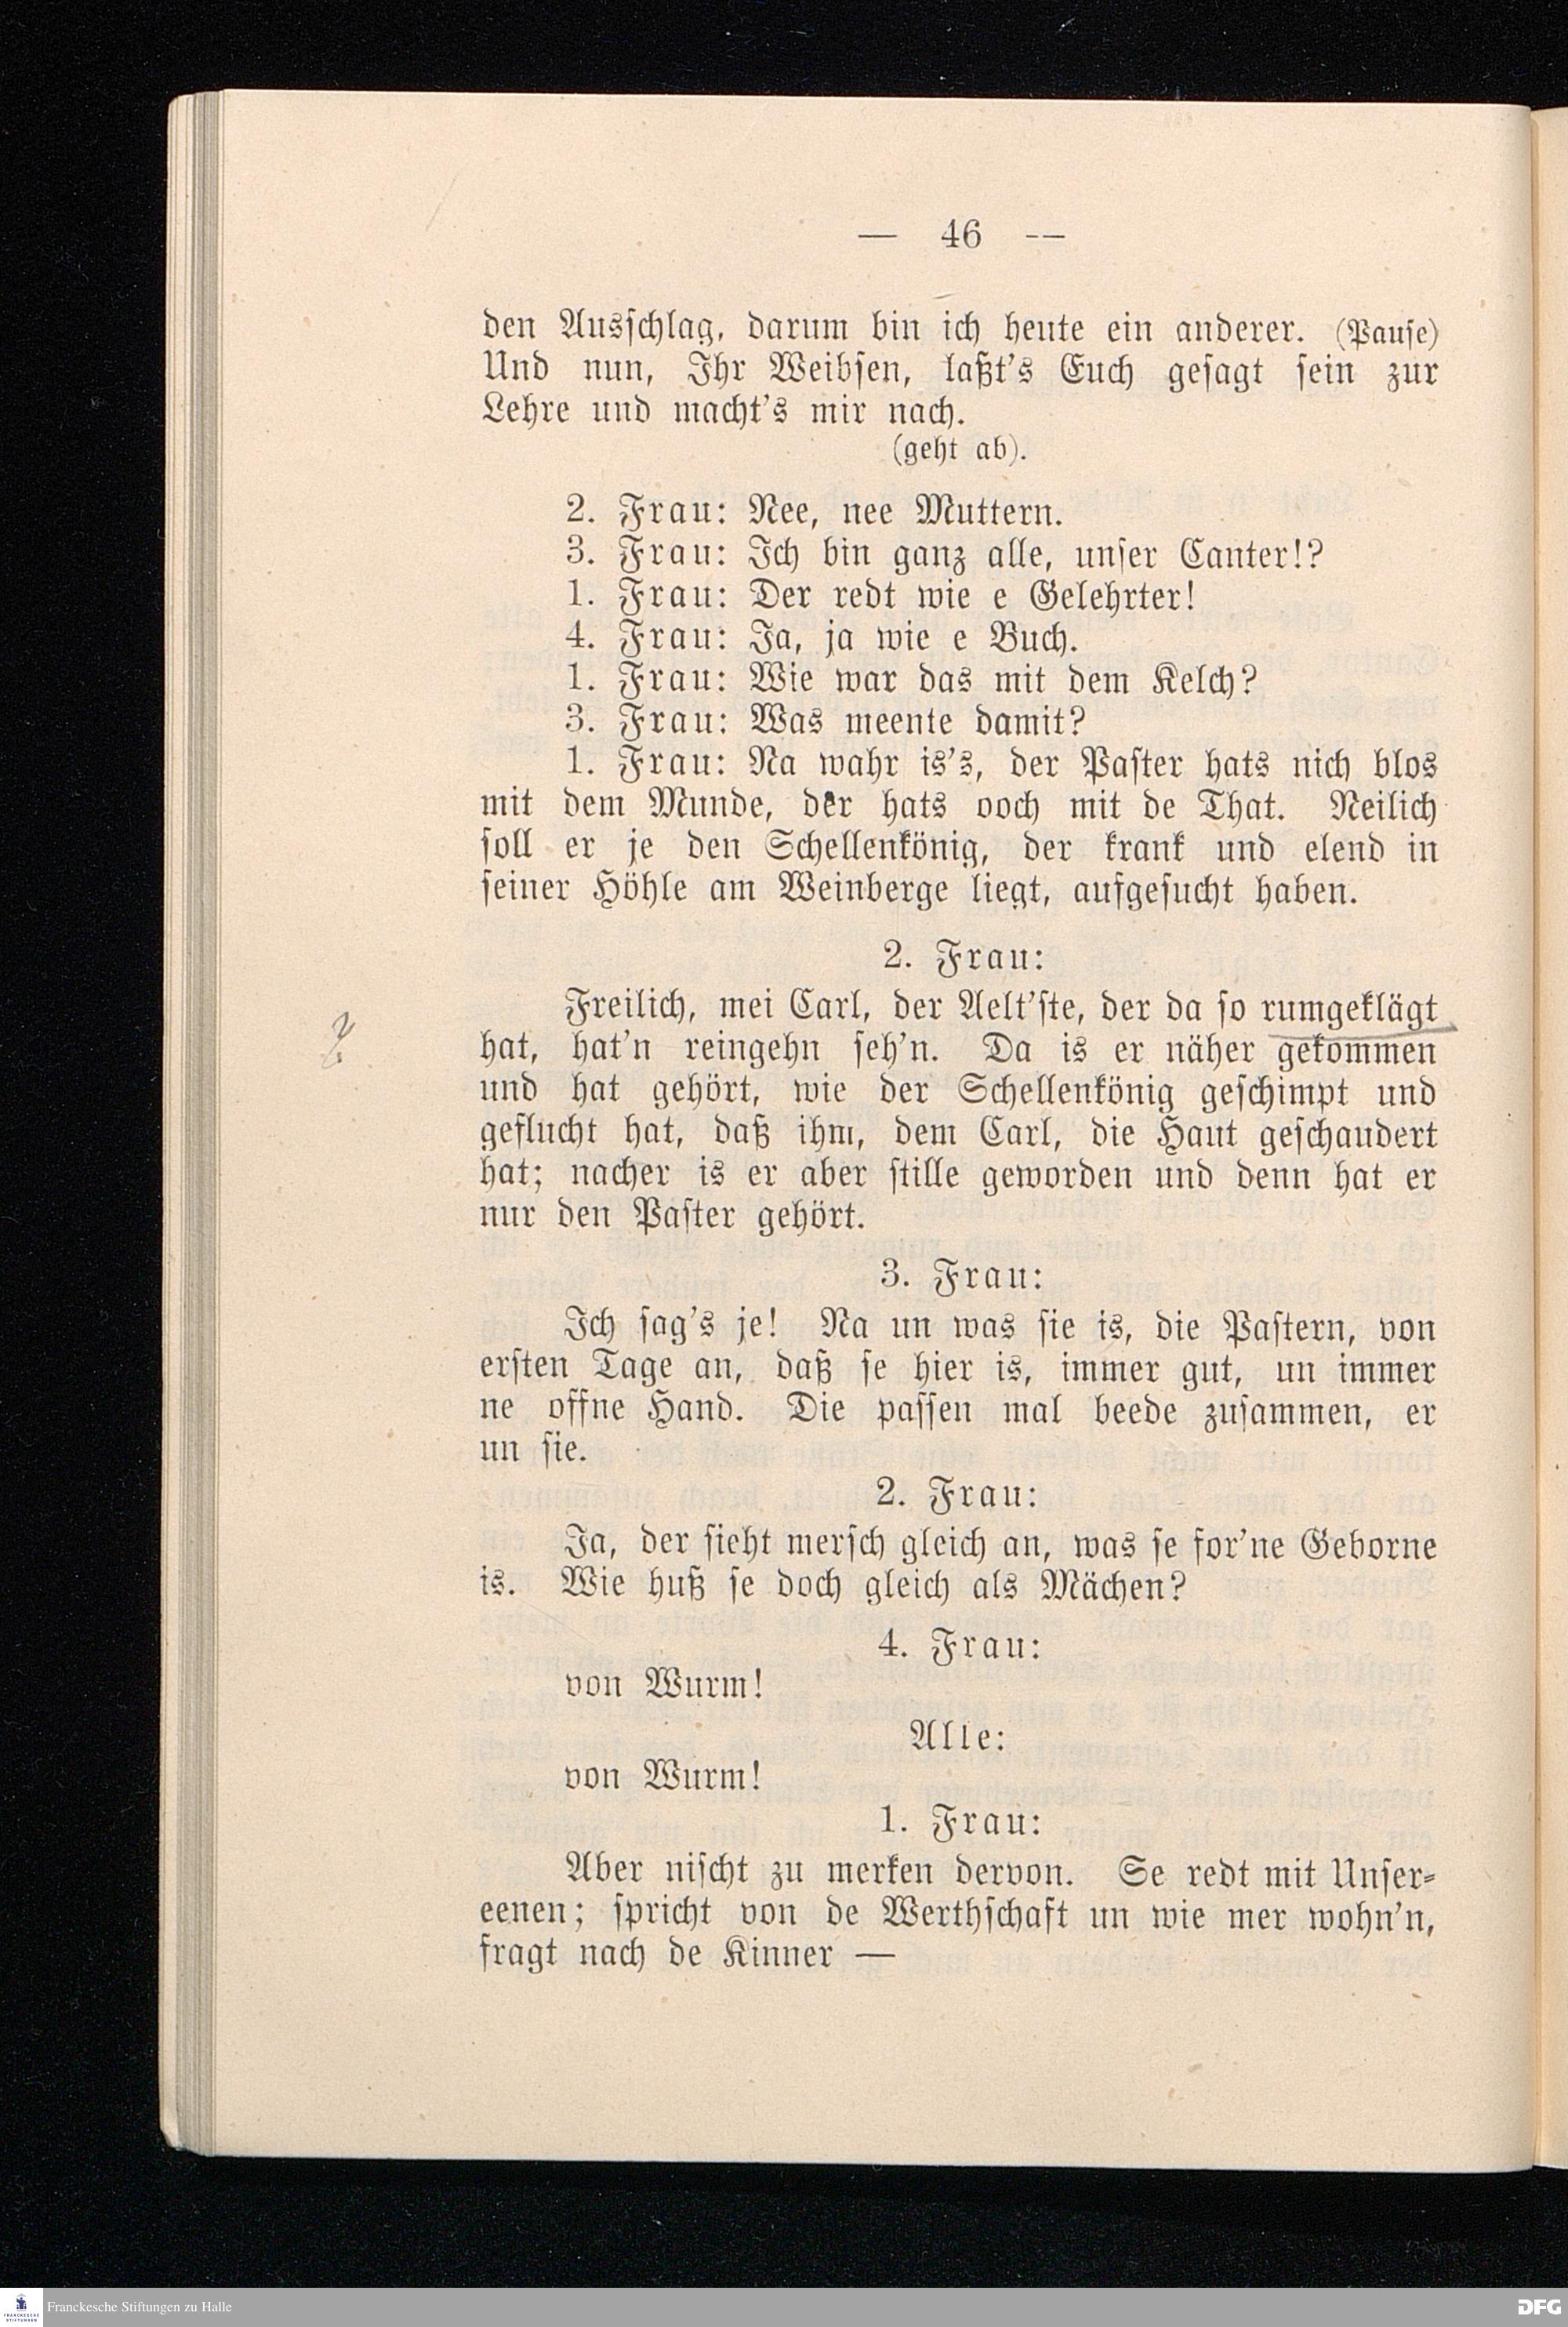 — 46 —
den Ausschlag, darum bin ich heute ein anderer. (Pause)
Und nun, Ihr Weibsen, laßt's Euch gesagt sein zur
Lehre und macht's mir nach.
(geht ab).
2. Frau: Nee, nee Muttern.
3. Frau: Ich bin ganz alle, unser Canter!?
1. Frau: Der redt wie e Gelehrter!
4. Frau: Ja, ja wie e Buch.
1. Frau: Wie war das mit dem Kelch?
3. Frau: Was meente damit?
1. Frau: Na wahr is's, der Paster hats nich blos
mit dem Munde, der hats ooch mit de That. Neilich
soll er je den Schellenkönig, der krank und elend in
seiner Höhle am Weinberge liegt, aufgesucht haben.
2. Frau:
Freilich, mei Carl, der Aelt'ste, der da so rumgeklägt
hat, hat'n reingehn seh'n. Da is er näher gekommen
und hat gehört, wie der Schellenkönig geschimpt und
geflucht hat, daß ihm, dem Carl, die Haut geschaudert
hat; nacher is er aber stille geworden und denn hat er
nur den Paster gehört.
3. Frau:
Ich sag's je! Na un was sie is, die Pastern, von
ersten Tage an, daß se hier is, immer gut, un immer
ne offne Hand. Die passen mal beede zusammen, er
un sie.
2. Frau:
Ja, der sieht mersch gleich an, was se for'ne Geborne
is. Wie huß se doch gleich als Mächen?
4. Frau:
von Wurm!
Alle:
von Wurm!
1. Frau:
Aber nischt zu merken dervon. Se redt mit Unser-
eenen; spricht von de Werthschaft un wie mer wohn'n,
fragt nach de Kinner —
Franckesche Stiftungen zu Halle
FRANCKESCHE
STIFTUNGEN
DFG